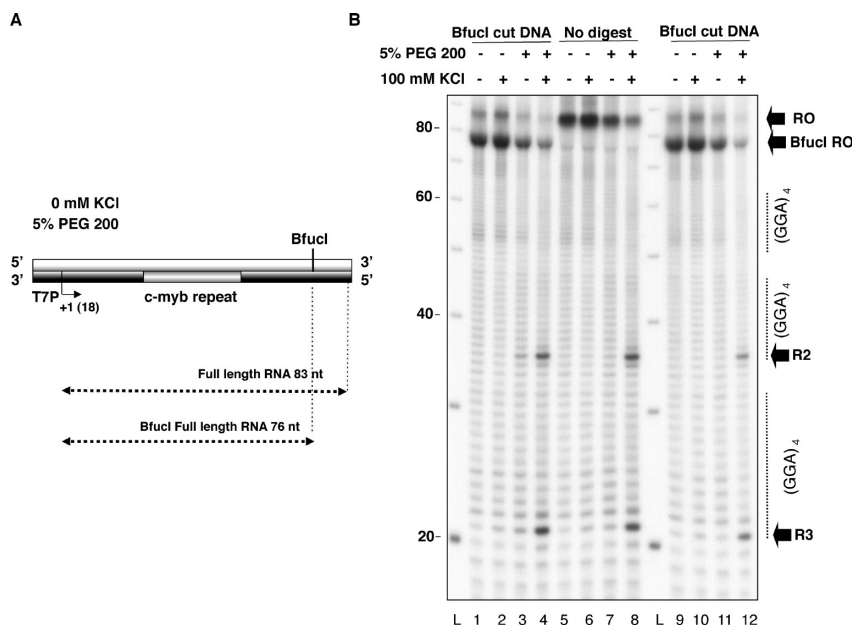 A
0 mM KCl
5% PEG 200
BfucI
5' 3'
3' 5'
T7P +1 (18) c-myb repeat
Full length RNA 83 nt
BfucI Full length RNA 76 nt
B
BfucI cut DNA No digest BfucI cut DNA
5% PEG 200 - - + + - - + + - - + +
100 mM KCl - + - + - + - + - + - +
80- RO
BfucI RO
60- (GGA)4
40- (GGA)4
R2
(GGA)4
20- R3
L 1 2 3 4 5 6 7 8 L 9 10 11 12